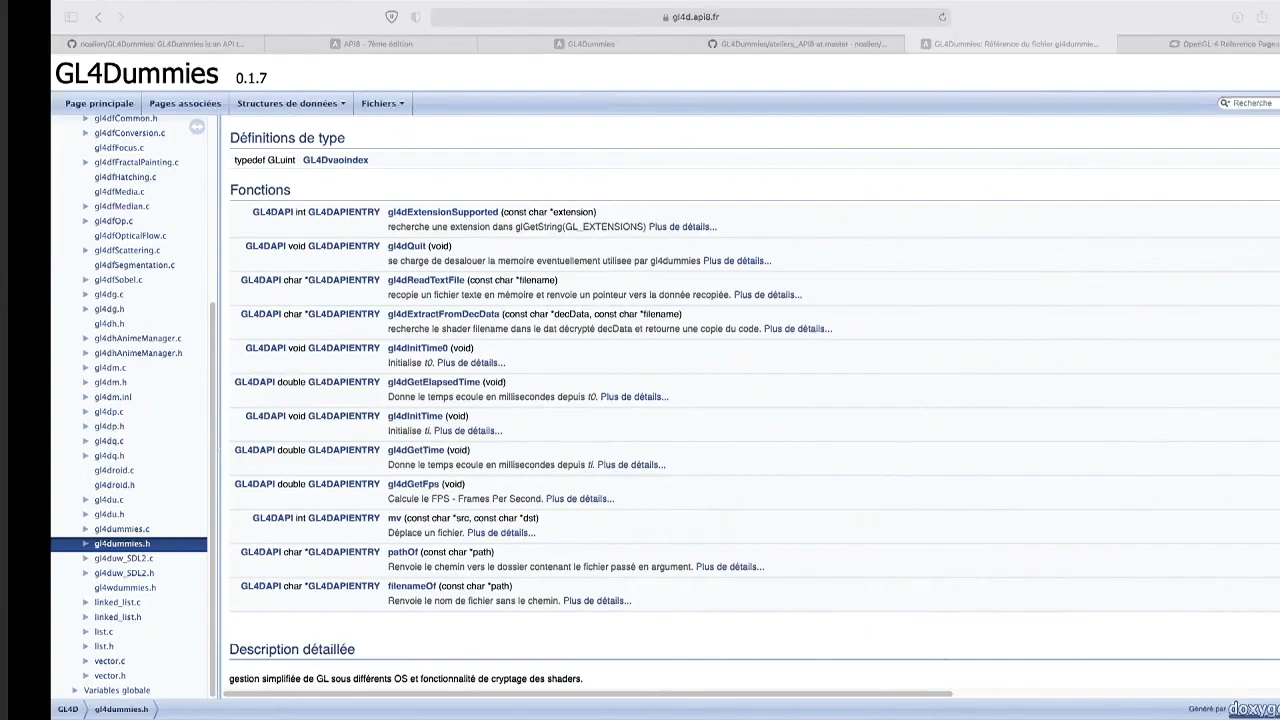 gl4d.api8.fr
noalien/GL4Dummies: GL4Dummies is an API t...
API8 - 7ème édition
GL4Dummies
GL4Dummies/ateliers_API8 at master · noalien/...
GL4Dummies: Référence du fichier gl4dummie...
OpenGL 4 Reference Pages
GL4Dummies 0.1.7
Page principale
Pages associées
Structures de données
Fichiers
Recherche
gl4dfCommon.h
gl4dfConversion.c
gl4dfFocus.c
gl4dfFractalPainting.c
gl4dfHatching.c
gl4dfMedia.c
gl4dfMedian.c
gl4dfOp.c
gl4dfOpticalFlow.c
gl4dfScattering.c
gl4dfSegmentation.c
gl4dfSobel.c
gl4dg.c
gl4dg.h
gl4dh.h
gl4dhAnimeManager.c
gl4dhAnimeManager.h
gl4dm.c
gl4dm.h
gl4dm.inl
gl4dp.c
gl4dp.h
gl4dq.c
gl4dq.h
gl4droid.c
gl4droid.h
gl4du.c
gl4du.h
gl4dummies.c
gl4dummies.h
gl4duw_SDL2.c
gl4duw_SDL2.h
gl4wdummies.h
linked_list.c
linked_list.h
list.c
list.h
vector.c
vector.h
Variables globale
Définitions de type
typedef GLuint GL4Dvaoindex
Fonctions
GL4DAPI int GL4DAPIENTRY gl4dExtensionSupported (const char *extension)
recherche une extension dans glGetString(GL_EXTENSIONS) Plus de détails...
GL4DAPI void GL4DAPIENTRY gl4dQuit (void)
se charge de desalouer la memoire eventuellement utilisee par gl4dummies Plus de détails...
GL4DAPI char *GL4DAPIENTRY gl4dReadTextFile (const char *filename)
recopie un fichier texte en mémoire et renvoie un pointeur vers la donnée recopiée. Plus de détails...
GL4DAPI char *GL4DAPIENTRY gl4dExtractFromDecData (const char *decData, const char *filename)
recherche le shader filename dans le dat décrypté decData et retourne une copie du code. Plus de détails...
GL4DAPI void GL4DAPIENTRY gl4dInitTime0 (void)
Initialise t0. Plus de détails...
GL4DAPI double GL4DAPIENTRY gl4dGetElapsedTime (void)
Donne le temps ecoule en millisecondes depuis t0. Plus de détails...
GL4DAPI void GL4DAPIENTRY gl4dInitTime (void)
Initialise ti. Plus de détails...
GL4DAPI double GL4DAPIENTRY gl4dGetTime (void)
Donne le temps ecoule en millisecondes depuis ti. Plus de détails...
GL4DAPI double GL4DAPIENTRY gl4dGetFps (void)
Calcule le FPS - Frames Per Second. Plus de détails...
GL4DAPI int GL4DAPIENTRY mv (const char *src, const char *dst)
Déplace un fichier. Plus de détails...
GL4DAPI char *GL4DAPIENTRY pathOf (const char *path)
Renvoie le chemin vers le dossier contenant le fichier passé en argument. Plus de détails...
GL4DAPI char *GL4DAPIENTRY filenameOf (const char *path)
Renvoie le nom de fichier sans le chemin. Plus de détails...
Description détaillée
gestion simplifiée de GL sous différents OS et fonctionnalité de cryptage des shaders.
GL4D
gl4dummies.h
Généré par doxyg